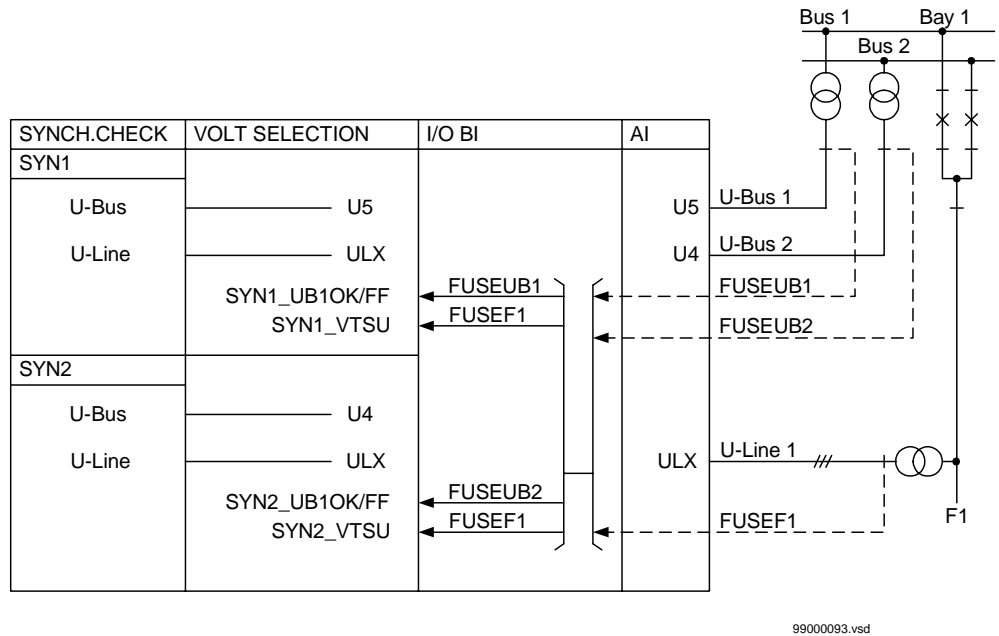 Bus 1 Bay 1
Bus 2
SYNCH.CHECK VOLT SELECTION I/O BI AI
SYN1
U-Bus U5 U5 U-Bus 1
U-Line ULX U4 U-Bus 2
SYN1_UB1OK/FF FUSEUB1 FUSEUB1
SYN1_VTSU FUSEF1 FUSEUB2
SYN2
U-Bus U4
U-Line ULX ULX U-Line 1
SYN2_UB1OK/FF FUSEUB2
SYN2_VTSU FUSEF1 FUSEF1 F1
99000093.vsd